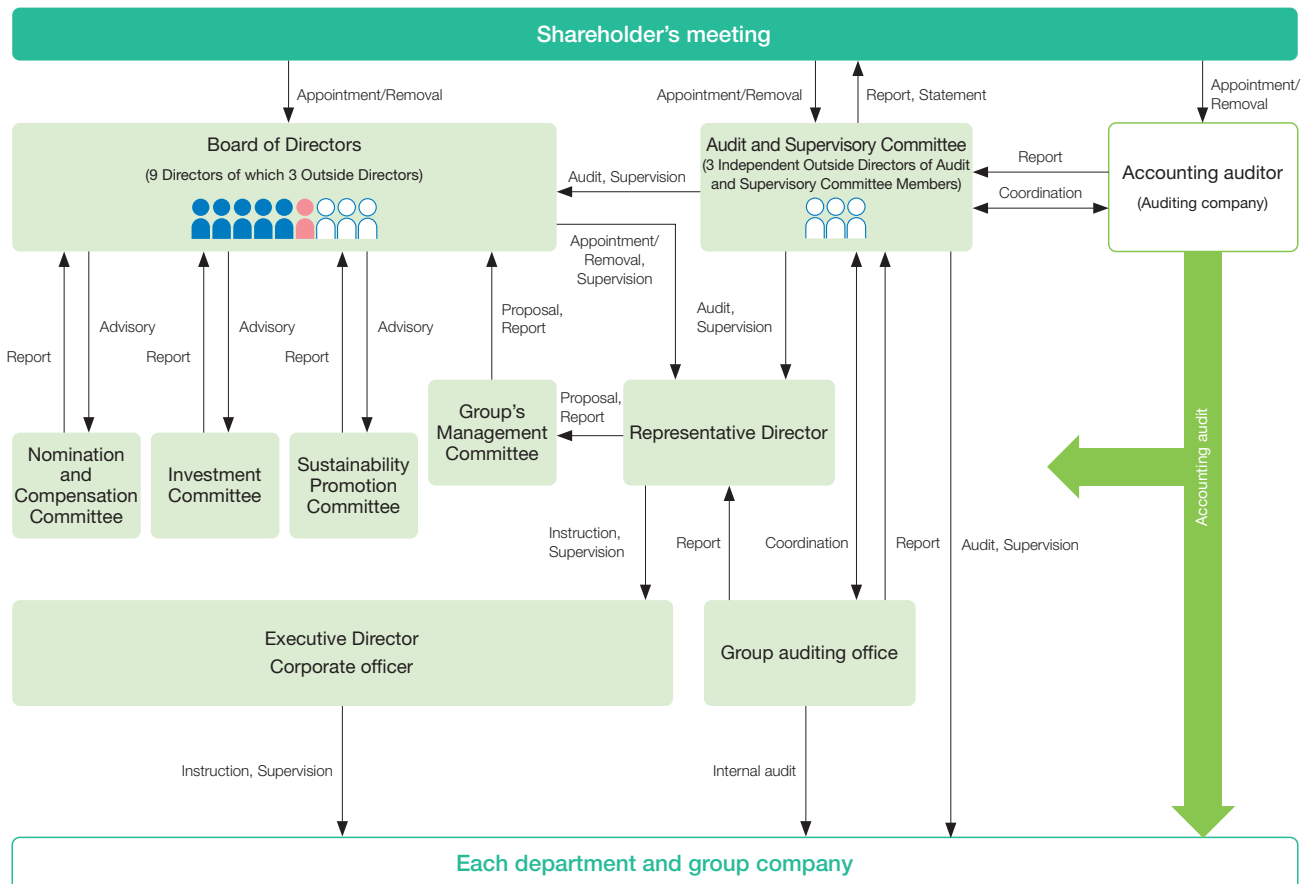 Shareholder's meeting
Appointment/Removal
Appointment/Removal
Report, Statement
Appointment/
Removal
Board of Directors
(9 Directors of which 3 Outside Directors)
Audit, Supervision
Audit and Supervisory Committee
(3 Independent Outside Directors of Audit
and Supervisory Committee Members)
Report
Coordination
Accounting auditor
(Auditing company)
Appointment/
Removal,
Supervision
Proposal,
Report
Audit,
Supervision
Advisory
Report
Advisory
Report
Advisory
Report
Nomination
and
Compensation
Committee
Investment
Committee
Sustainability
Promotion
Committee
Group's
Management
Committee
Proposal,
Report
Representative Director
Accounting audit
Instruction,
Supervision
Report
Coordination
Report
Audit, Supervision
Executive Director
Corporate officer
Group auditing office
Instruction, Supervision
Internal audit
Each department and group company